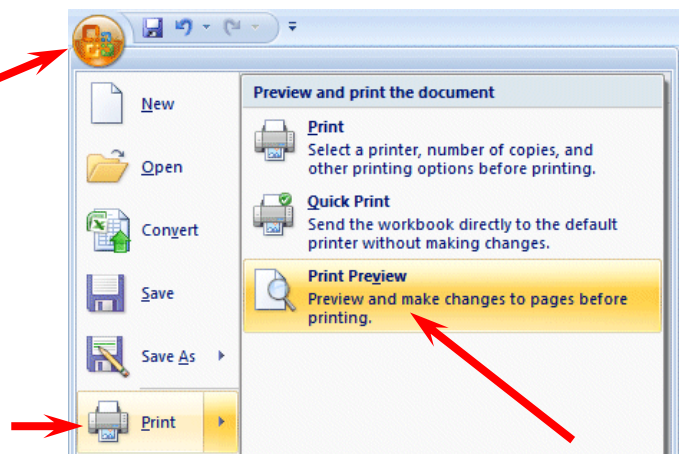 New
Open
Convert
Save
Save As
Print
Preview and print the document
Print
Select a printer, number of copies, and
other printing options before printing.
Quick Print
Send the workbook directly to the default
printer without making changes.
Print Preview
Preview and make changes to pages before
printing.